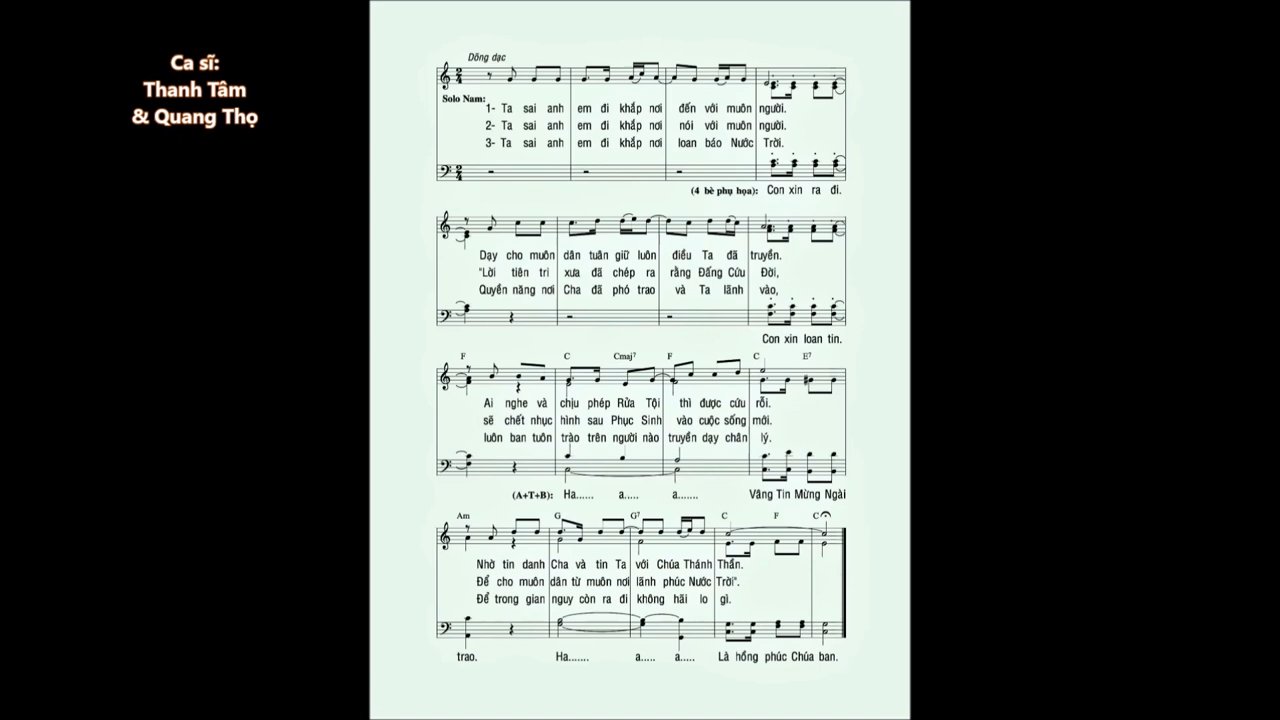 Ca sĩ:
Thanh Tâm
& Quang Thọ
Dõng dạc
Solo Nam:
1- Ta sai anh em đi khắp nơi đến với muôn người.
2- Ta sai anh em đi khắp nơi nói với muôn người.
3- Ta sai anh em đi khắp nơi loan báo Nước Trời.
(4 bè phụ họa): Con xin ra đi.
Dạy cho muôn dân tuân giữ luôn điều Ta đã truyền.
"Lời tiên tri xưa đã chép ra rằng Đấng Cứu Đời,
Quyền năng nơi Cha đã phó trao và Ta lãnh vào,
Con xin loan tin.
F C Cmaj7 F C E7
Ai nghe và chịu phép Rửa Tội thì được cứu rỗi.
sẽ chết nhục hình sau Phục Sinh vào cuộc sống mới.
luôn ban tuôn trào trên người nào truyền dạy chân lý.
(A+T+B): Ha...... a..... a....... Vâng Tin Mừng Ngài
Am G G7 C F C
Nhờ tin danh Cha và tin Ta với Chúa Thánh Thần.
Để cho muôn dân từ muôn nơi lãnh phúc Nước Trời".
Để trong gian nguy còn ra đi không hãi lo gì.
trao. Ha....... a..... a..... Là hồng phúc Chúa ban.